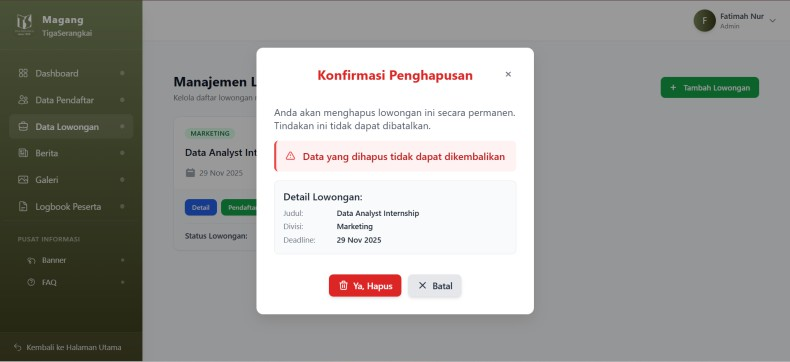 Magang
TigaSerangkai
Fatimah Nur
Admin
F
Dashboard
Data Pendaftar
Data Lowongan
Berita
Galeri
Logbook Peserta
PUSAT INFORMASI
Banner
FAQ
Kembali ke Halaman Utama
Manajemen L
Kelola daftar lowongan
+ Tambah Lowongan
MARKETING
Data Analyst Int
29 Nov 2025
Detail
Pendafta
Status Lowongan:
Konfirmasi Penghapusan
×
Anda akan menghapus lowongan ini secara permanen.
Tindakan ini tidak dapat dibatalkan.
Data yang dihapus tidak dapat dikembalikan
Detail Lowongan:
Judul: Data Analyst Internship
Divisi: Marketing
Deadline: 29 Nov 2025
Ya, Hapus
Batal